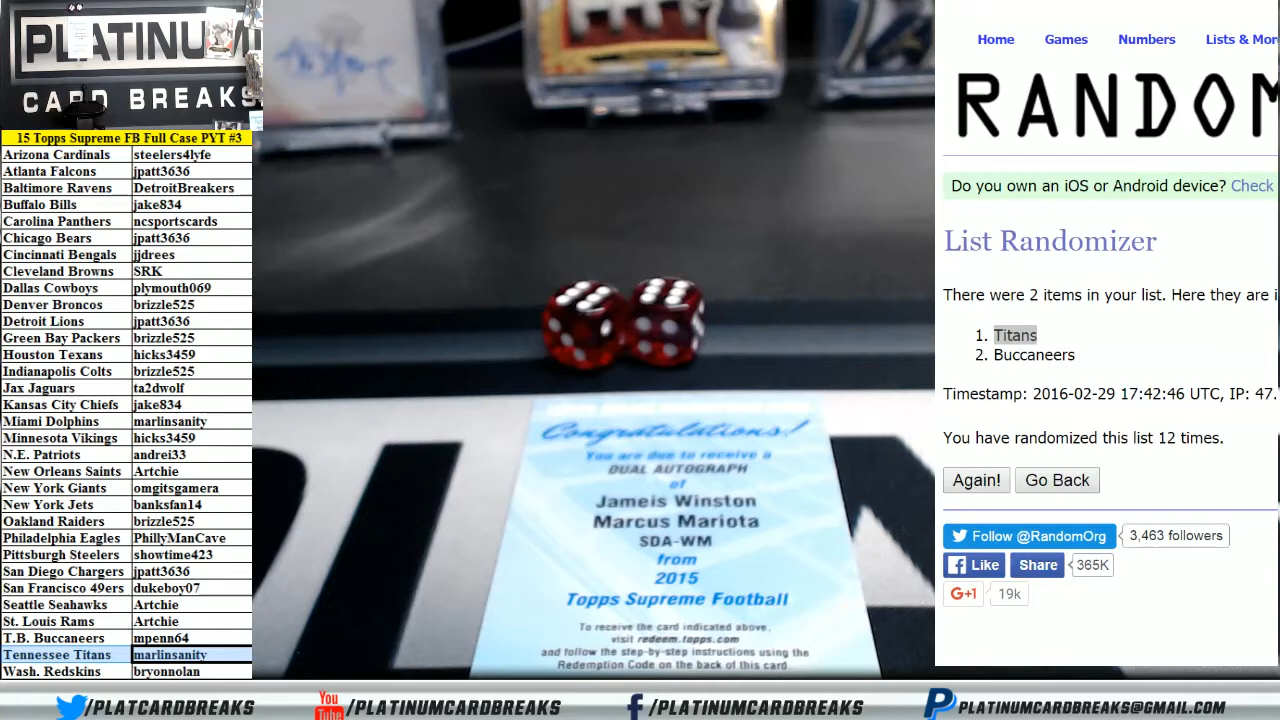 PLATINUM
CARD BREAKS
15 Topps Supreme FB Full Case PYT #3
Arizona Cardinals steelers4lyfe
Atlanta Falcons jpatt3636
Baltimore Ravens DetroitBreakers
Buffalo Bills jake834
Carolina Panthers ncsportscards
Chicago Bears jpatt3636
Cincinnati Bengals jjdrees
Cleveland Browns SRK
Dallas Cowboys plymouth069
Denver Broncos brizzle525
Detroit Lions jpatt3636
Green Bay Packers brizzle525
Houston Texans hicks3459
Indianapolis Colts brizzle525
Jax Jaguars ta2dwolf
Kansas City Chiefs jake834
Miami Dolphins marlinsanity
Minnesota Vikings hicks3459
N.E. Patriots andrei33
New Orleans Saints Artchie
New York Giants omgitsgamera
New York Jets banksfan14
Oakland Raiders brizzle525
Philadelphia Eagles PhillyManCave
Pittsburgh Steelers showtime423
San Diego Chargers jpatt3636
San Francisco 49ers dukeboy07
Seattle Seahawks Artchie
St. Louis Rams Artchie
T.B. Buccaneers mpenn64
Tennessee Titans marlinsanity
Wash. Redskins bryonnolan
Congratulations!
You are due to receive a
DUAL AUTOGRAPH
of
Jameis Winston
Marcus Mariota
SDA-WM
from
2015
Topps Supreme Football
To receive the card indicated above,
visit redeem.topps.com
and follow the step-by-step instructions using the
Redemption Code on the back of this card.
Home Games Numbers Lists & Mor
RANDOM
Do you own an iOS or Android device? Check
List Randomizer
There were 2 items in your list. Here they are i
1. Titans
2. Buccaneers
Timestamp: 2016-02-29 17:42:46 UTC, IP: 47.
You have randomized this list 12 times.
Again! Go Back
Follow @RandomOrg 3,463 followers
Like Share 365K
G+1 19k
/PLATCARDBREAKS You Tube /PLATINUMCARDBREAKS /PLATINUMCARDBREAKS PLATINUMCARDBREAKS@GMAIL.COM